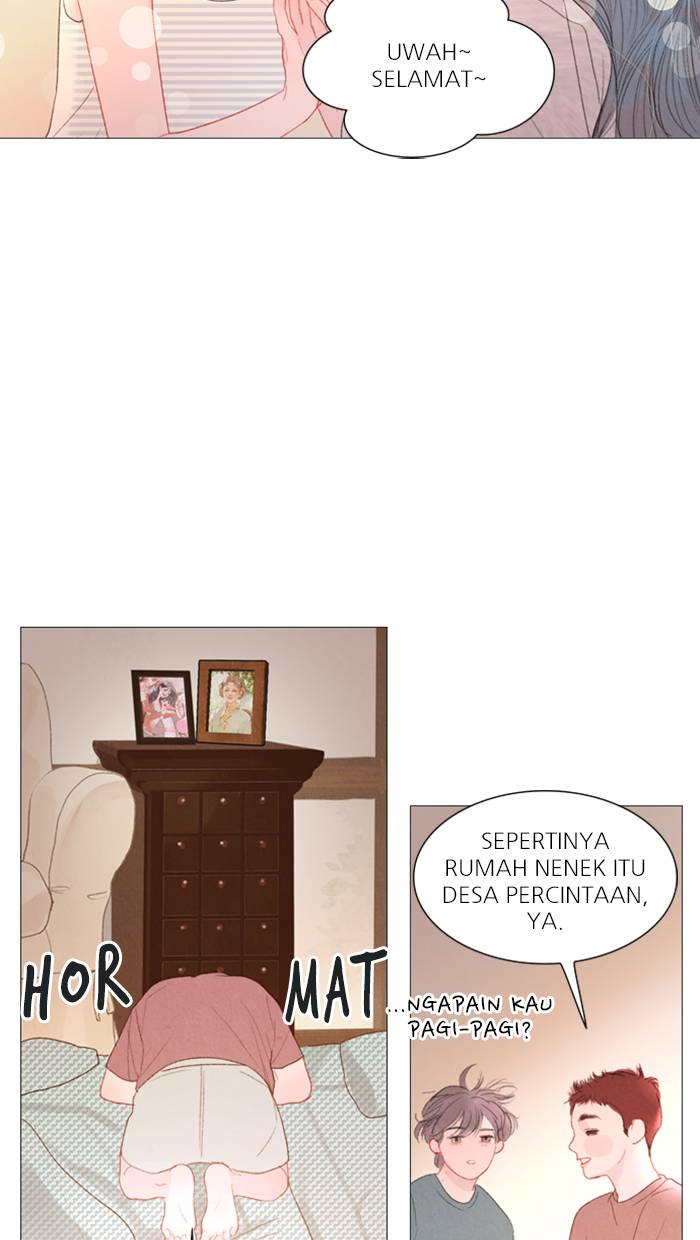 UWAH~
SELAMAT~
HOR MAT
...NGAPAIN KAU
PAGI-PAGI?
SEPERTINYA
RUMAH NENEK ITU
DESA PERCINTAAN,
YA.